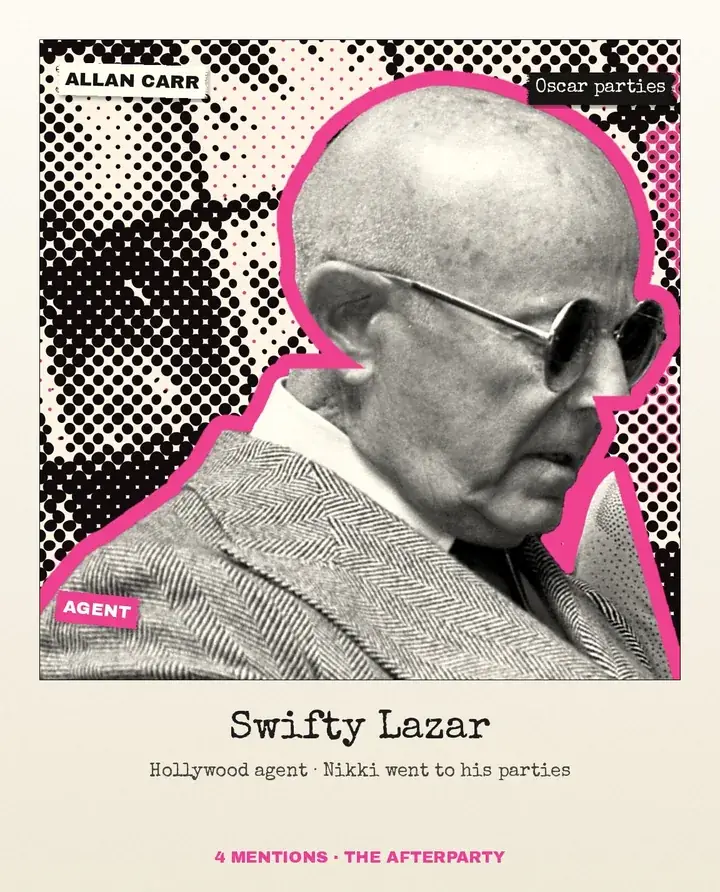 ALLAN CARR
Oscar parties
AGENT
Swifty Lazar
Hollywood agent · Nikki went to his parties
4 MENTIONS · THE AFTERPARTY